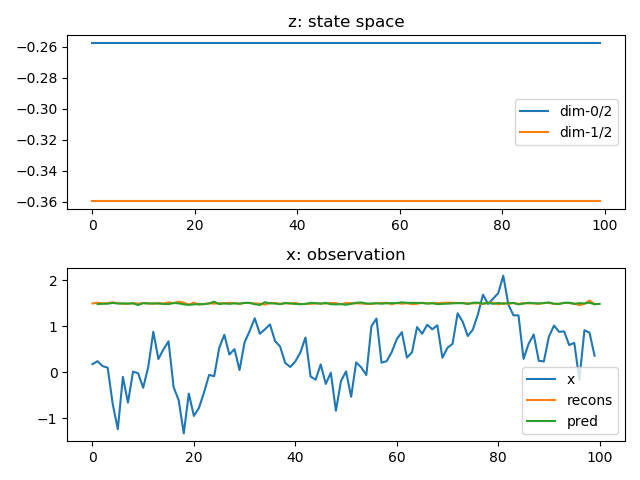 z: state space
−0.26
−0.28
−0.30
−0.32
−0.34
−0.36
dim-0/2
dim-1/2
0 20 40 60 80 100
x: observation
2
1
0
−1
x
recons
pred
0 20 40 60 80 100